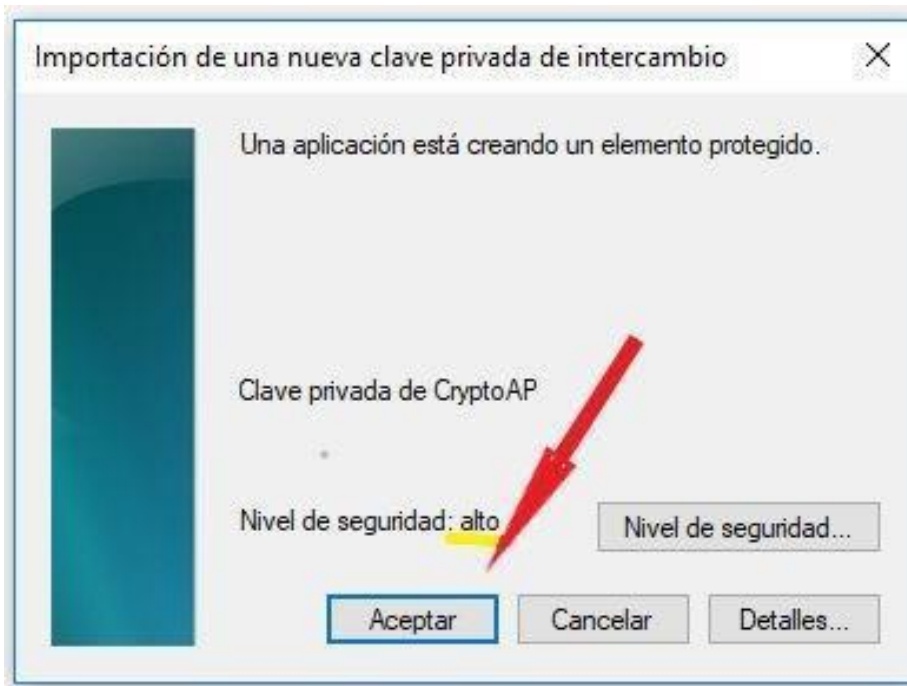 Importación de una nueva clave privada de intercambio
Una aplicación está creando un elemento protegido.
Clave privada de CryptoAP
Nivel de seguridad: alto
Nivel de seguridad...
Aceptar
Cancelar
Detalles...